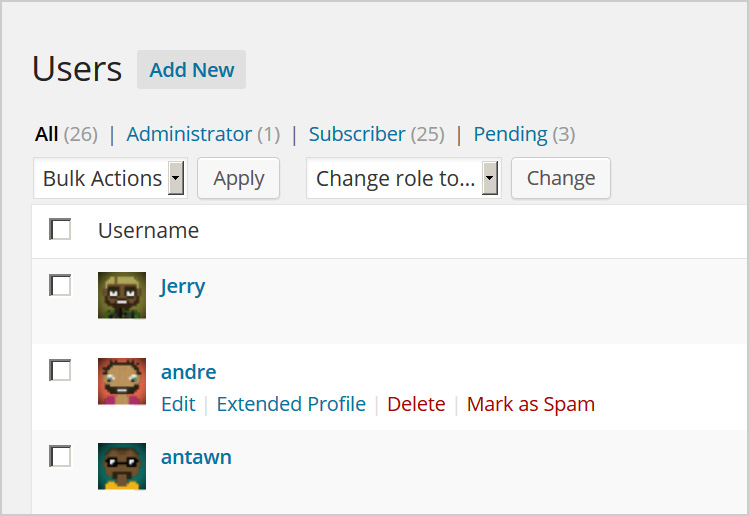 Users Add New
All (26) | Administrator (1) | Subscriber (25) | Pending (3)
Bulk Actions Apply Change role to... Change
Username
Jerry
andre
Edit | Extended Profile | Delete | Mark as Spam
antawn